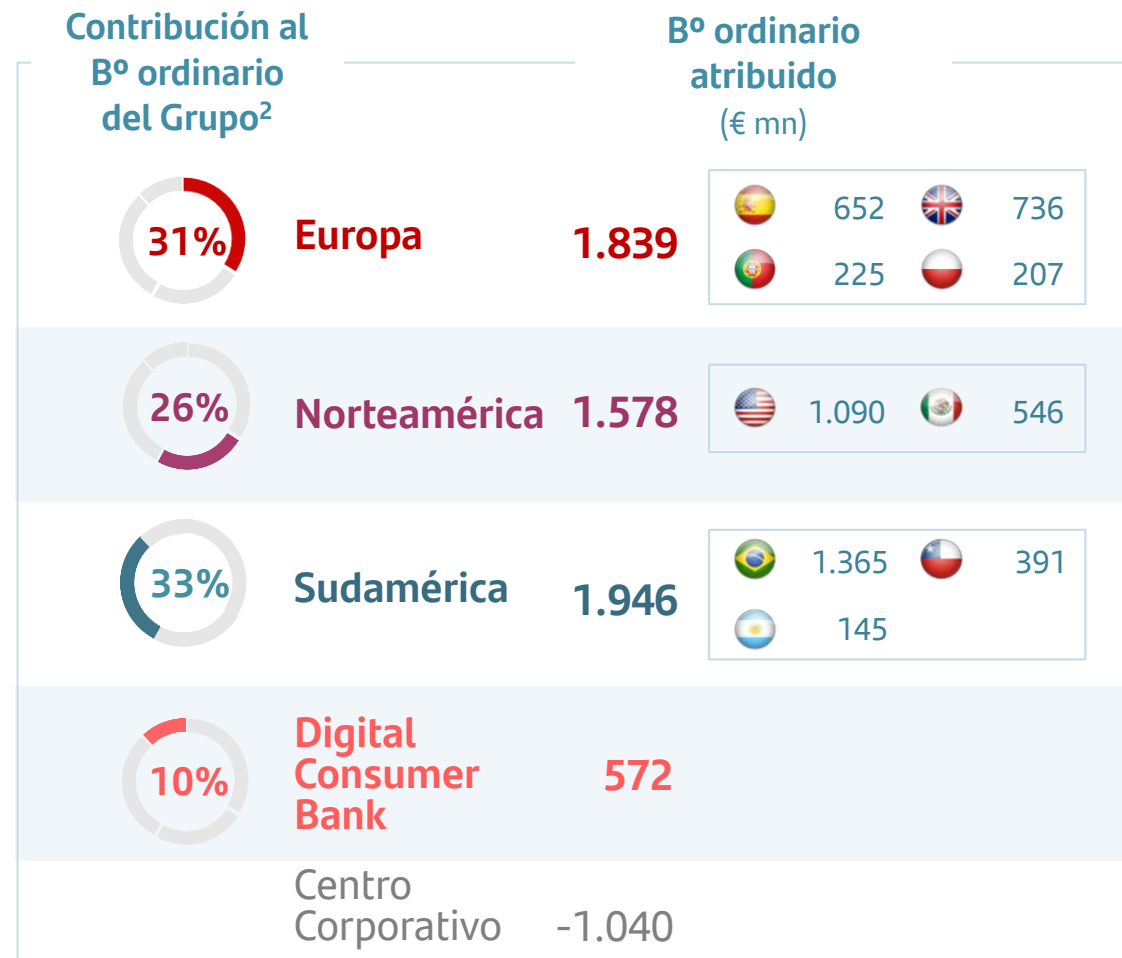 Contribución al
Bº ordinario
del Grupo²
Bº ordinario
atribuido
(€ mn)
31%
Europa
1.839
652
736
225
207
26%
Norteamérica
1.578
1.090
546
33%
Sudamérica
1.946
1.365
391
145
10%
Digital
Consumer
Bank
572
Centro
Corporativo
-1.040